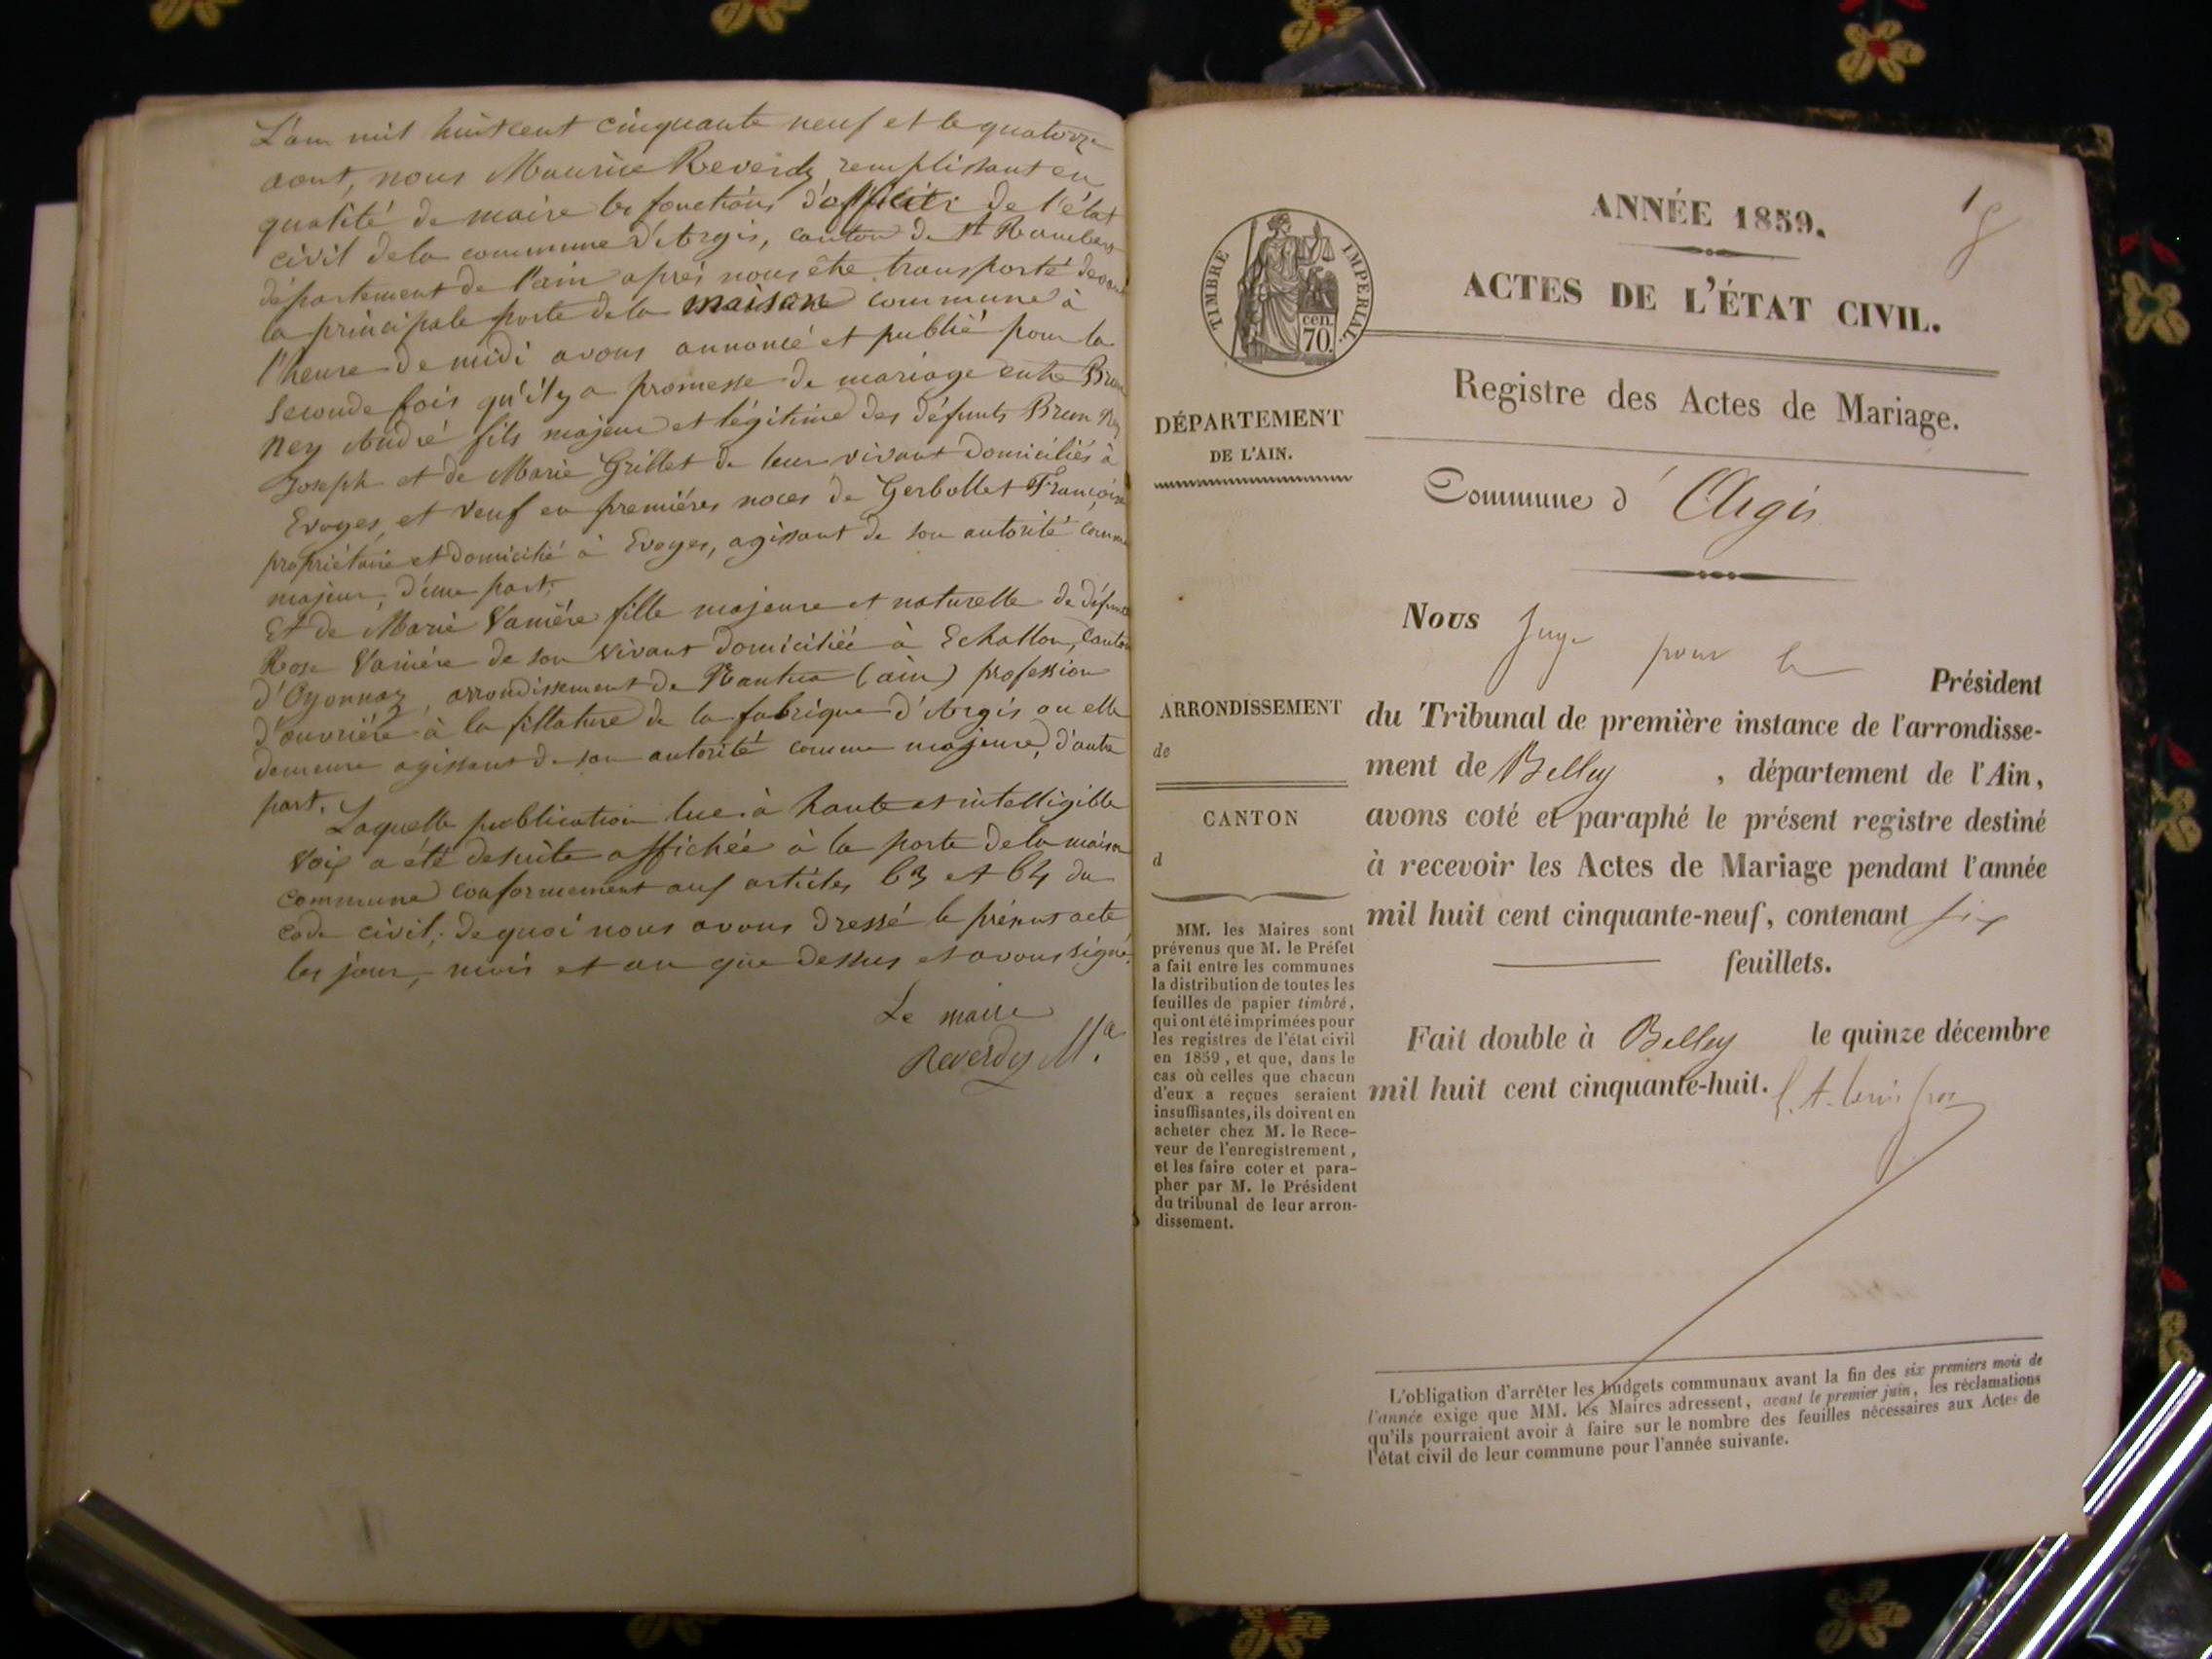 L'an mil huit cent cinquante neuf et le quatorze
aout, nous Maurice Reverdy remplissant en
qualité de maire les fonctions d'officier de l'état
civil de la commune d'Argis, canton de St Rambert
département de l'ain après nous être transporté devant
la principale porte de la maison commune à
l'heure de midi avons annoncé et publié pour la
seconde fois qu'il y a promesse de mariage entre Brun
Ney André fils majeur et légitime des défunts Brun Ney
Joseph et de Marie Grillet de leur vivant domiciliés à
Evoges, et veuf en premières noces de Gerbollet Françoise
propriétaire et domicilié à Evoges, agissant de son autorité comme
majeur, d'une part;
Et de Marie Vanière fille majeure et naturelle de défunte
Rose Vanière de son vivant domiciliée à Echallon, canton
d'Oyonnaz, arrondissement de Nantua (ain) profession
d'ouvrière à la fillature de la fabrique d'Argis ou elle
demeure agissant de son autorité comme majeure, d'autre
part.
Laquelle publication lue à haute et intelligible
voix a été desuite affichée à la porte de la maison
commune conformement aux articles 63 et 64 du
code civil; de quoi nous avons dressé le présent acte
les jour, mois et an que dessus et avons signé.
Le maire
Reverdy Ma.
1
ANNÉE 1859.
TIMBRE IMPÉRIAL.
cen. 70.
ACTES DE L'ÉTAT CIVIL.
Registre des Actes de Mariage.
DÉPARTEMENT
DE L'AIN.
Commune d'Argis
ARRONDISSEMENT
de
CANTON
d
MM. les Maires sont
prévenus que M. le Préfet
a fait entre les communes
la distribution de toutes les
feuilles de papier timbré,
qui ont été imprimées pour
les registres de l'état civil
en 1859, et que, dans le
cas où celles que chacun
d'eux a reçues seraient
insuffisantes, ils doivent en
acheter chez M. le Rece-
veur de l'enregistrement,
et les faire coter et para-
pher par M. le Président
du tribunal de leur arron-
dissement.
Nous Juge pour le Président
du Tribunal de première instance de l'arrondisse-
ment de Belley, département de l'Ain,
avons coté et paraphé le présent registre destiné
à recevoir les Actes de Mariage pendant l'année
mil huit cent cinquante-neuf, contenant six
feuillets.
Fait double à Belley le quinze décembre
mil huit cent cinquante-huit.
L'obligation d'arrêter les budgets communaux avant la fin des six premiers mois de
l'année exige que MM. les Maires adressent, avant le premier juin, les réclamations
qu'ils pourraient avoir à faire sur le nombre des feuilles nécessaires aux Actes de
l'état civil de leur commune pour l'année suivante.